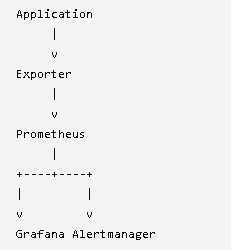 Application
|
v
Exporter
|
v
Prometheus
|
+----+----+
|         |
v         v
Grafana Alertmanager